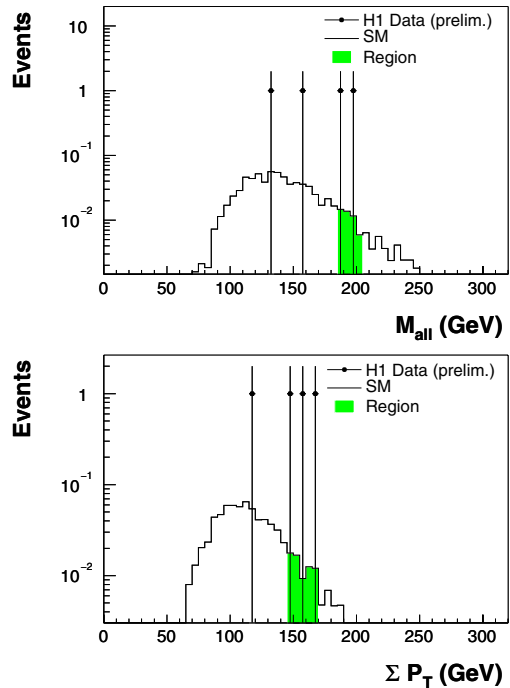 Events
H1 Data (prelim.)
SM
Region
10
1
10⁻¹
10⁻²
0 50 100 150 200 250 300
M_all (GeV)
Events
H1 Data (prelim.)
SM
Region
1
10⁻¹
10⁻²
0 50 100 150 200 250 300
Σ P_T (GeV)